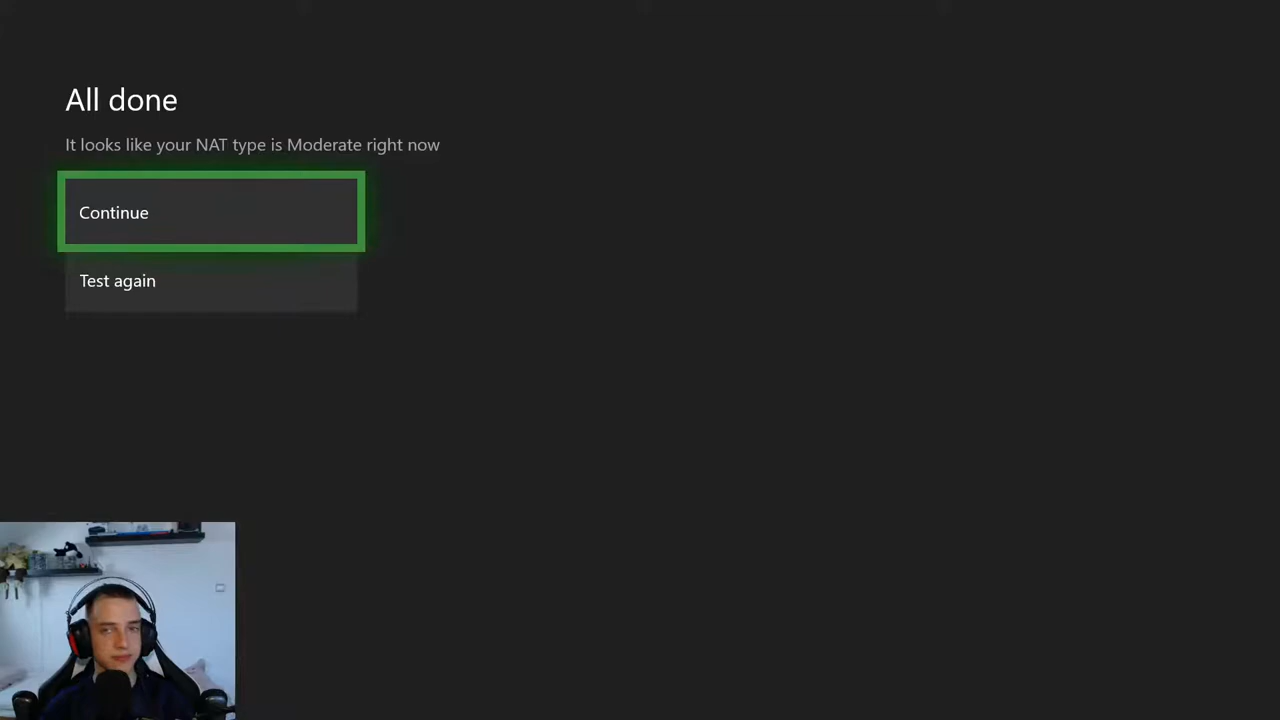 All done
It looks like your NAT type is Moderate right now
Continue
Test again